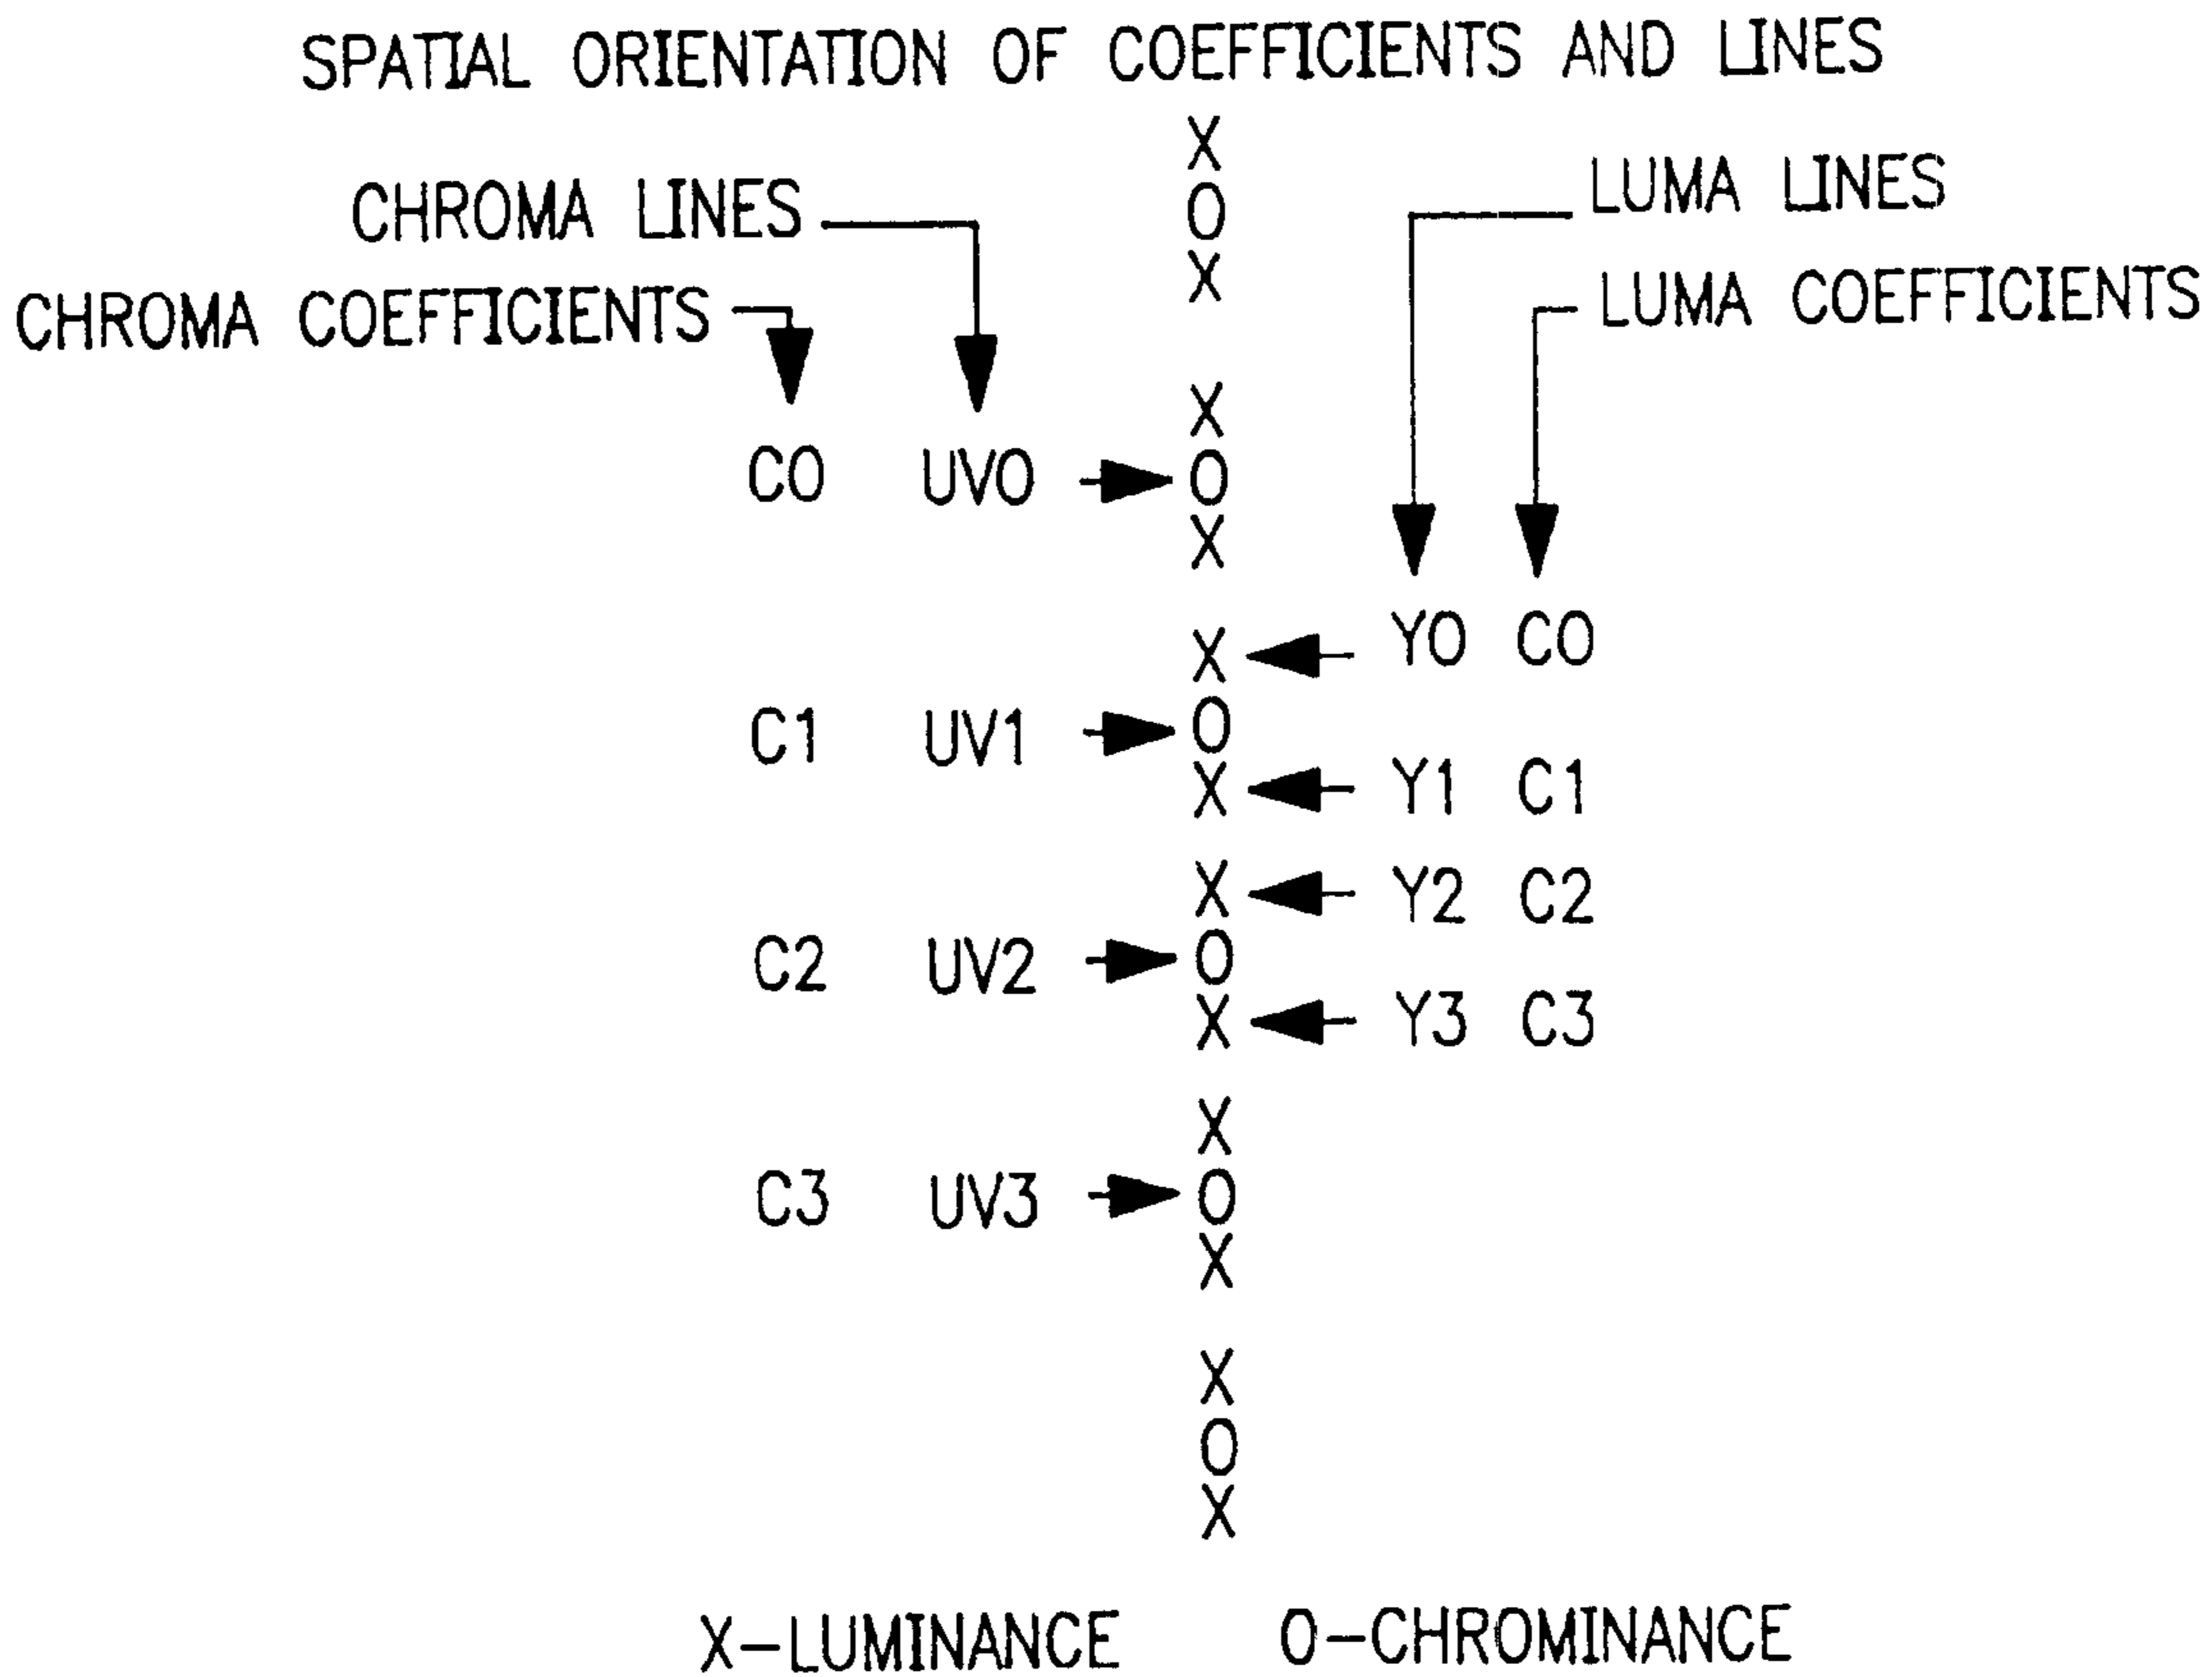 SPATIAL ORIENTATION OF COEFFICIENTS AND LINES
X
CHROMA LINES O LUMA LINES
X
CHROMA COEFFICIENTS LUMA COEFFICIENTS
X
C0 UV0 O
X
X Y0 C0
C1 UV1 O
X Y1 C1
X Y2 C2
C2 UV2 O
X Y3 C3
X
C3 UV3 O
X
X
O
X
X-LUMINANCE O-CHROMINANCE